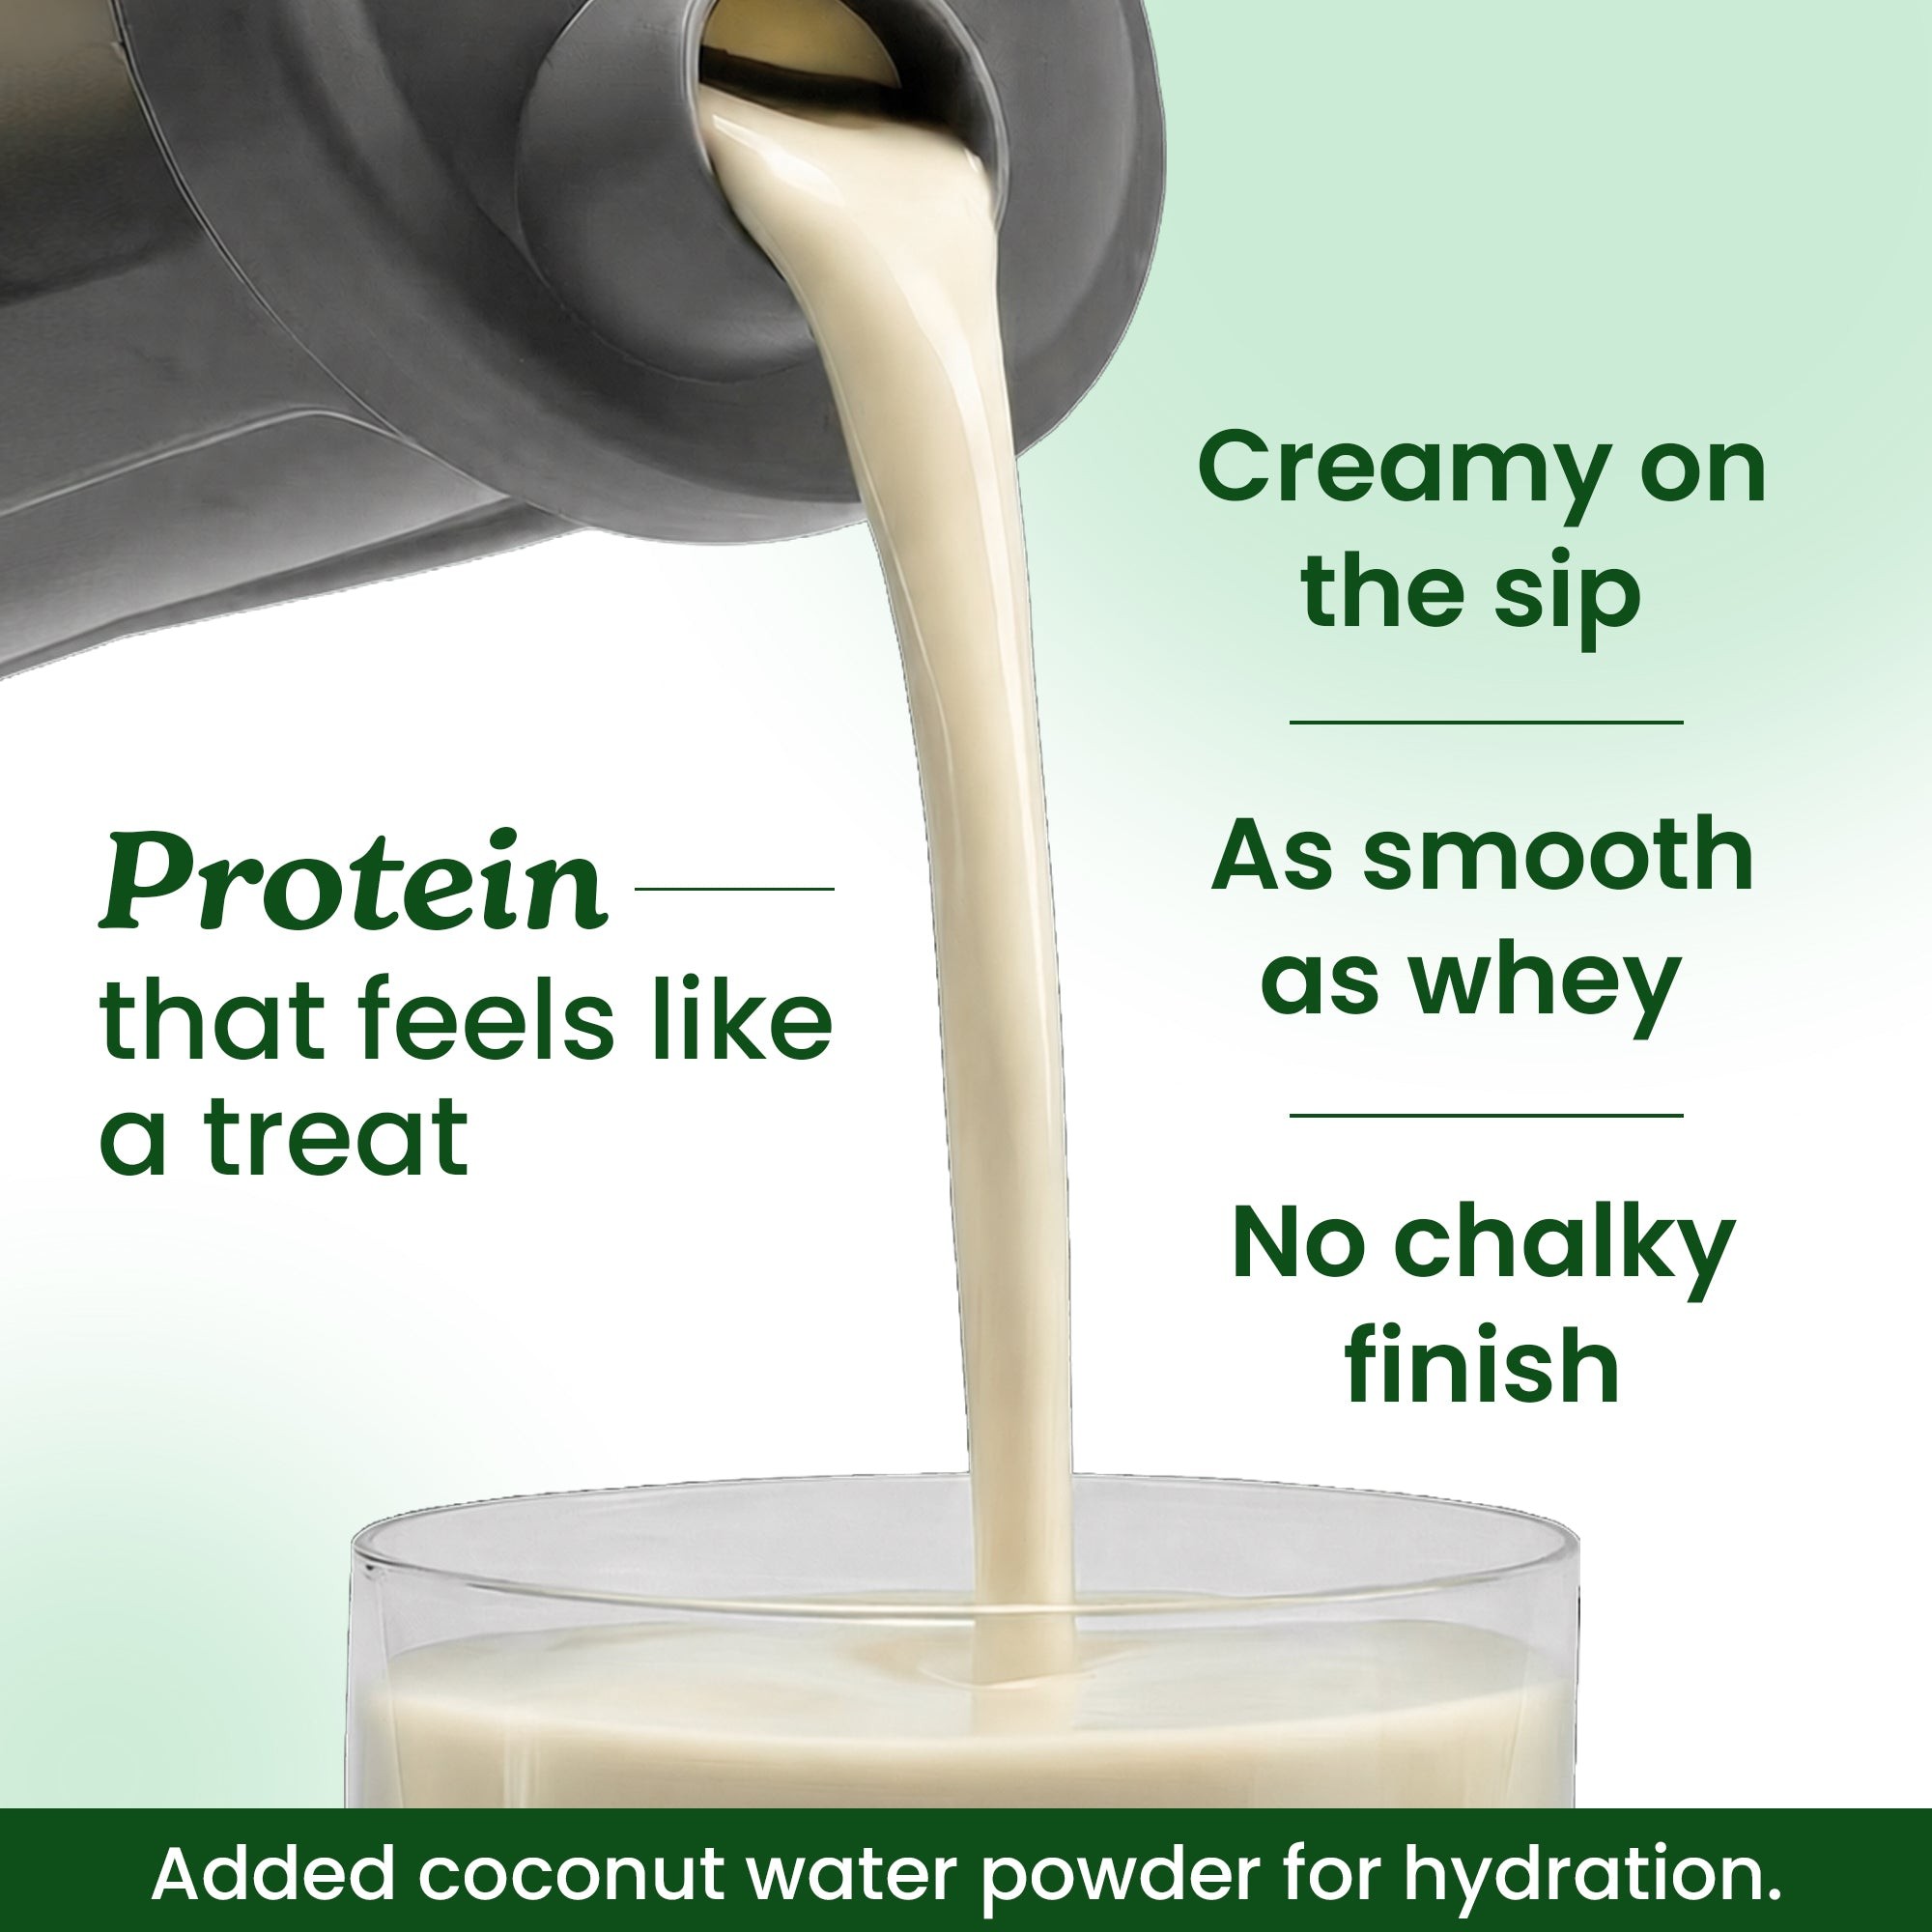 Protein
that feels like
a treat
Creamy on
the sip
As smooth
as whey
No chalky
finish
Added coconut water powder for hydration.